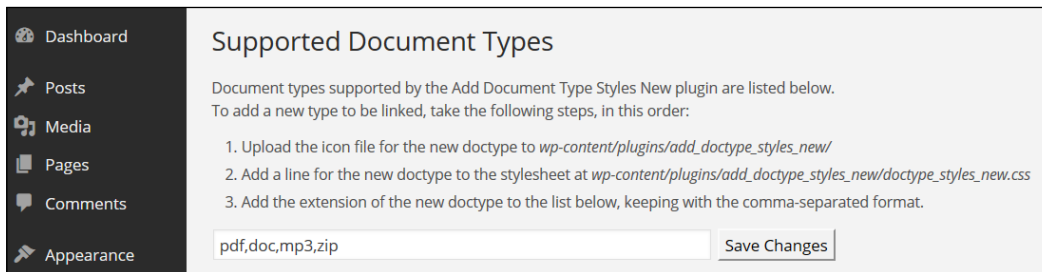 Dashboard
Posts
Media
Pages
Comments
Appearance
Supported Document Types
Document types supported by the Add Document Type Styles New plugin are listed below.
To add a new type to be linked, take the following steps, in this order:
1. Upload the icon file for the new doctype to wp-content/plugins/add_doctype_styles_new/
2. Add a line for the new doctype to the stylesheet at wp-content/plugins/add_doctype_styles_new/doctype_styles_new.css
3. Add the extension of the new doctype to the list below, keeping with the comma-separated format.
pdf,doc,mp3,zip
Save Changes